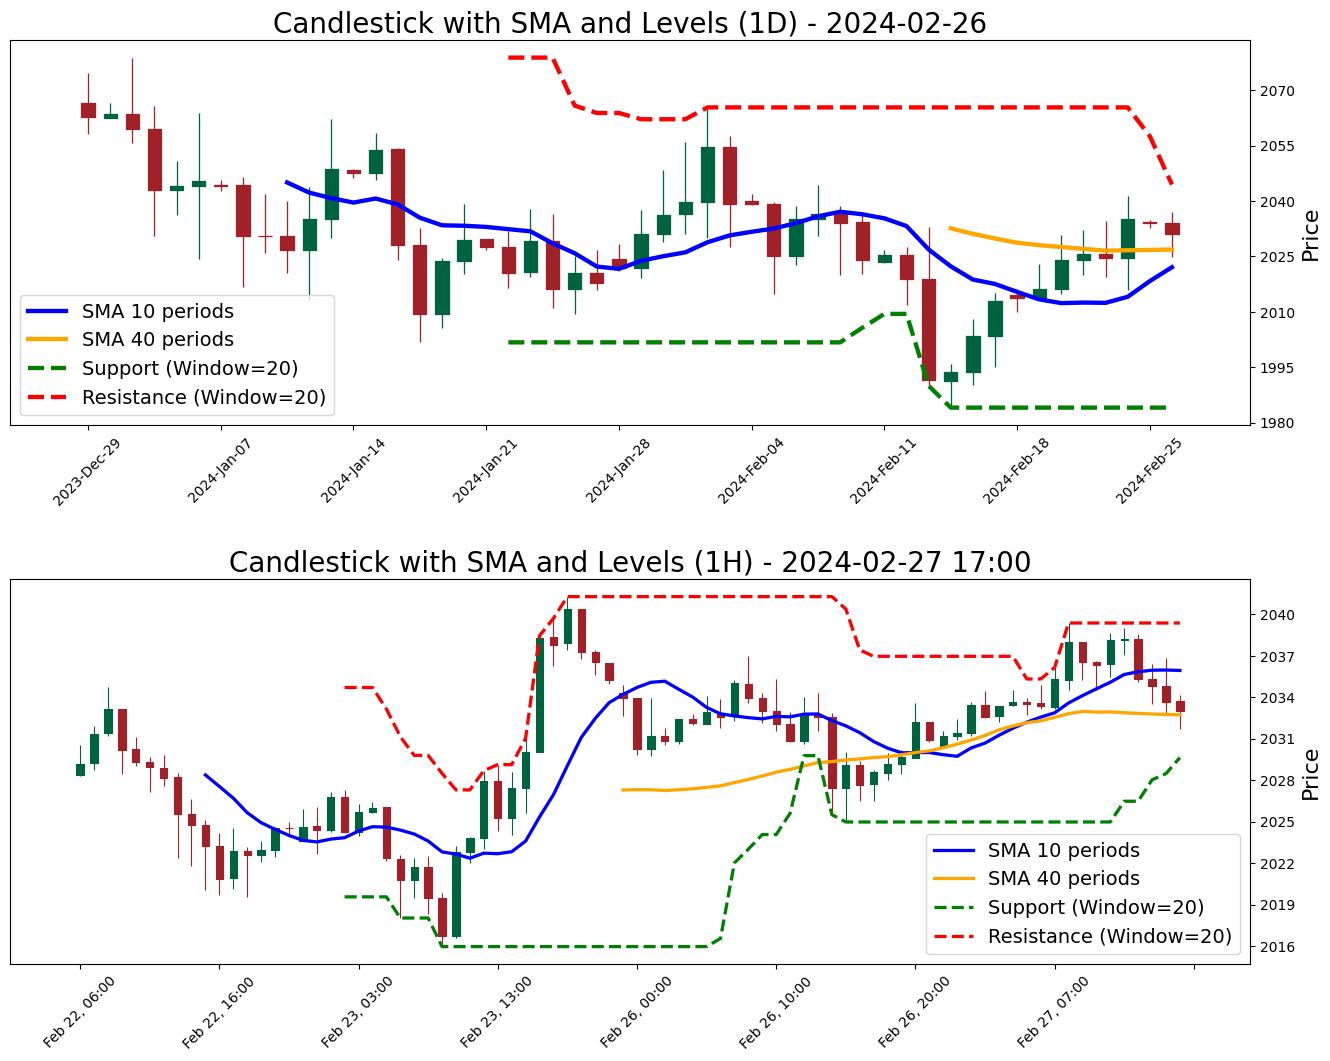 Candlestick with SMA and Levels (1D) - 2024-02-26
2070
2055
2040
2025
2010
1995
1980
Price
SMA 10 periods
SMA 40 periods
Support (Window=20)
Resistance (Window=20)
2023-Dec-29
2024-Jan-07
2024-Jan-14
2024-Jan-21
2024-Jan-28
2024-Feb-04
2024-Feb-11
2024-Feb-18
2024-Feb-25
Candlestick with SMA and Levels (1H) - 2024-02-27 17:00
2040
2037
2034
2031
2028
2025
2022
2019
2016
Price
SMA 10 periods
SMA 40 periods
Support (Window=20)
Resistance (Window=20)
Feb 22, 06:00
Feb 22, 16:00
Feb 23, 03:00
Feb 23, 13:00
Feb 26, 00:00
Feb 26, 10:00
Feb 26, 20:00
Feb 27, 07:00